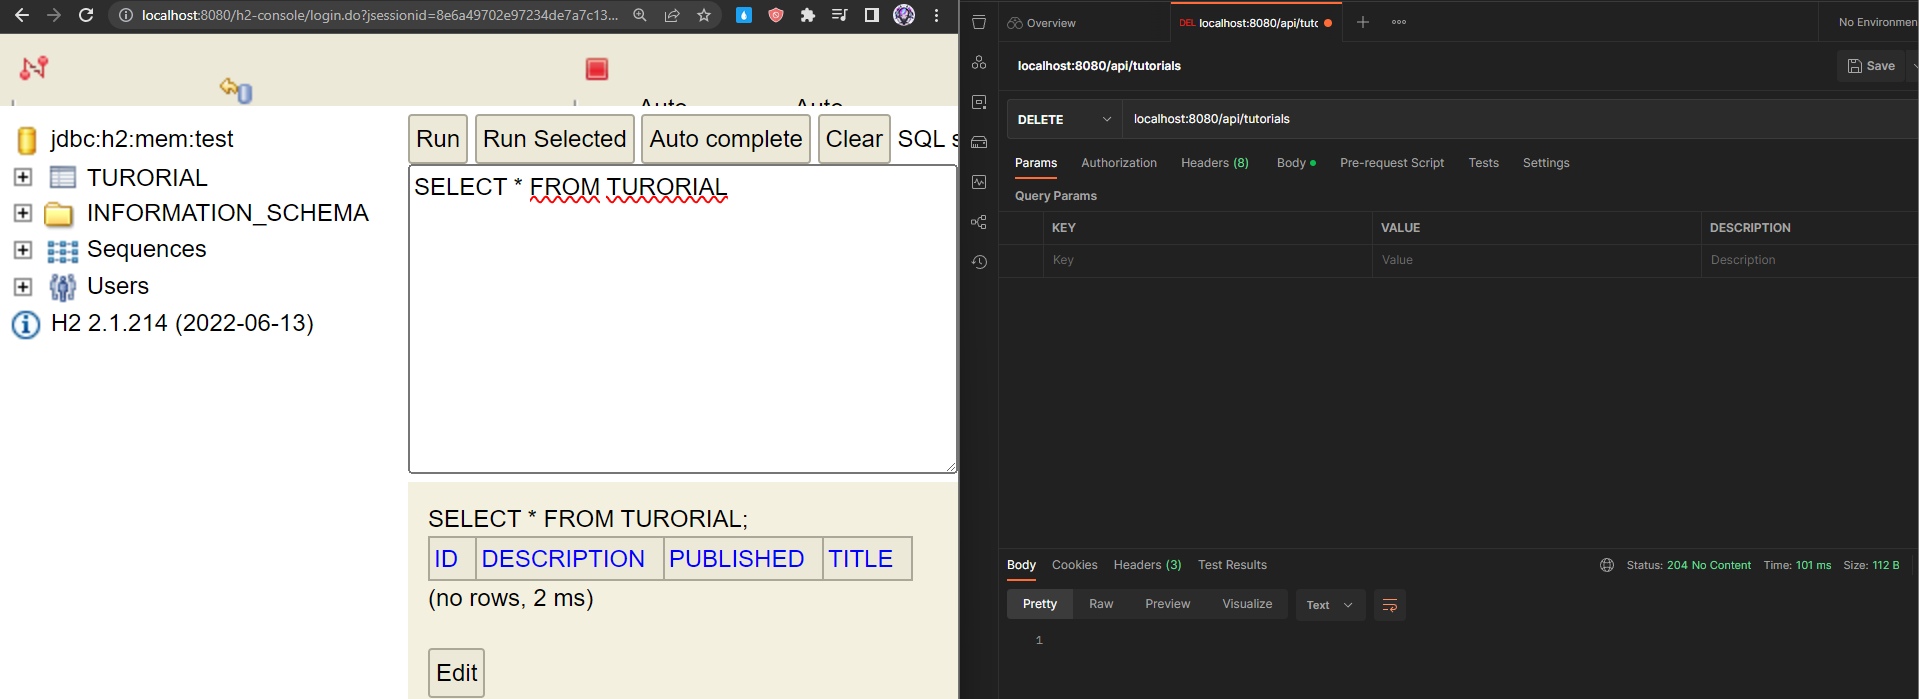 localhost:8080/h2-console/login.do?jsessionid=8e6a49702e97234de7a7c13...
Auto Auto
jdbc:h2:mem:test
TURORIAL
INFORMATION_SCHEMA
Sequences
Users
H2 2.1.214 (2022-06-13)
Run Run Selected Auto complete Clear SQL s
SELECT * FROM TURORIAL
SELECT * FROM TURORIAL;
ID DESCRIPTION PUBLISHED TITLE
(no rows, 2 ms)
Edit
Overview DEL localhost:8080/api/tuto No Environmen
localhost:8080/api/tutorials Save
DELETE localhost:8080/api/tutorials
Params Authorization Headers (8) Body Pre-request Script Tests Settings
Query Params
KEY VALUE DESCRIPTION
Key Value Description
Body Cookies Headers (3) Test Results Status: 204 No Content Time: 101 ms Size: 112 B
Pretty Raw Preview Visualize Text
1